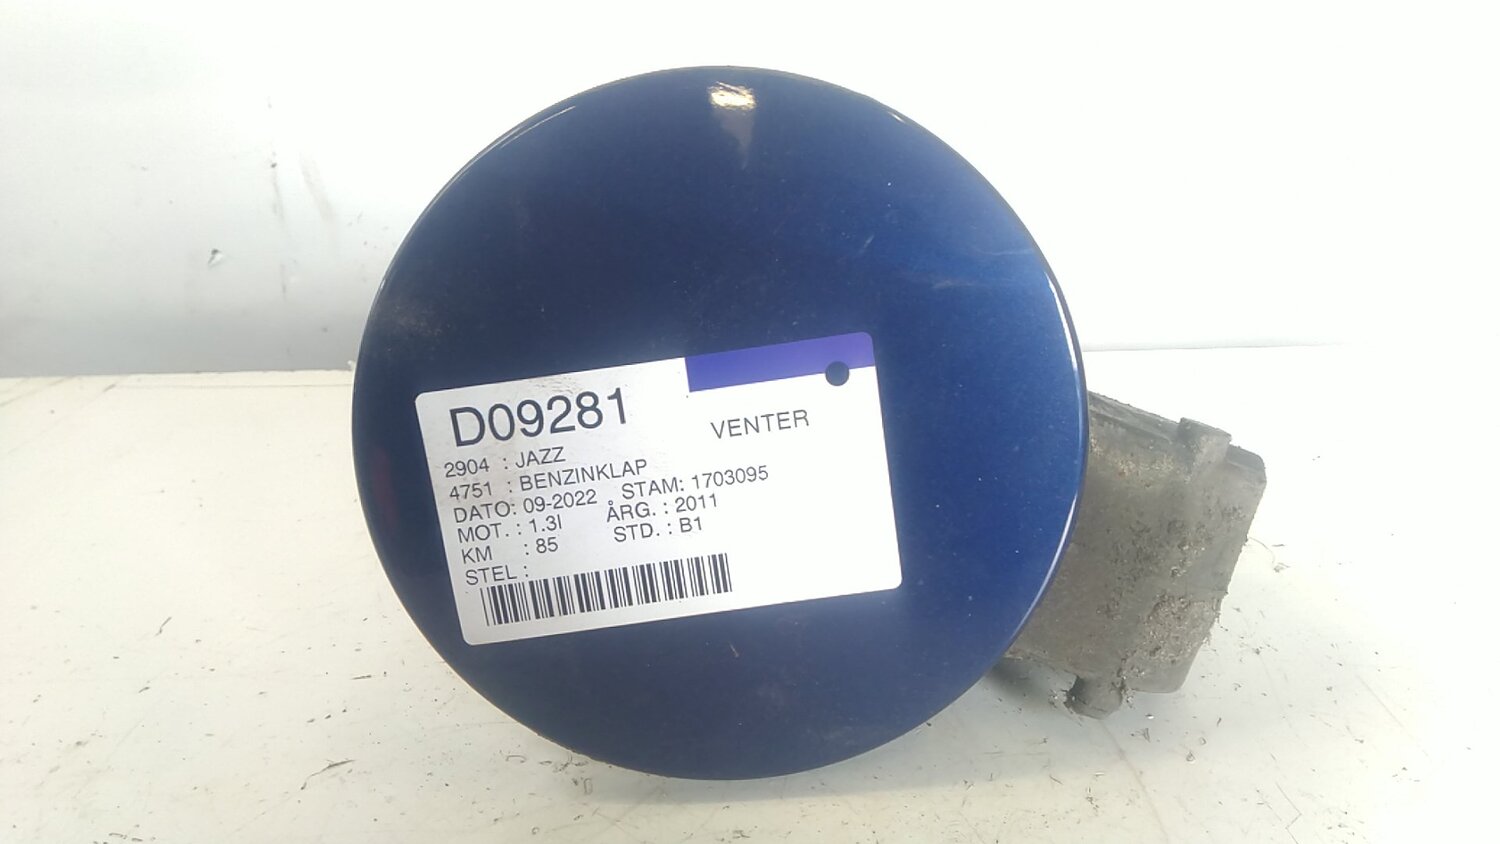 D09281
VENTER
2904 : JAZZ
4751 : BENZINKLAP
DATO: 09-2022 STAM: 1703095
MOT. : 1.3l ÅRG. : 2011
KM : 85 STD. : B1
STEL :